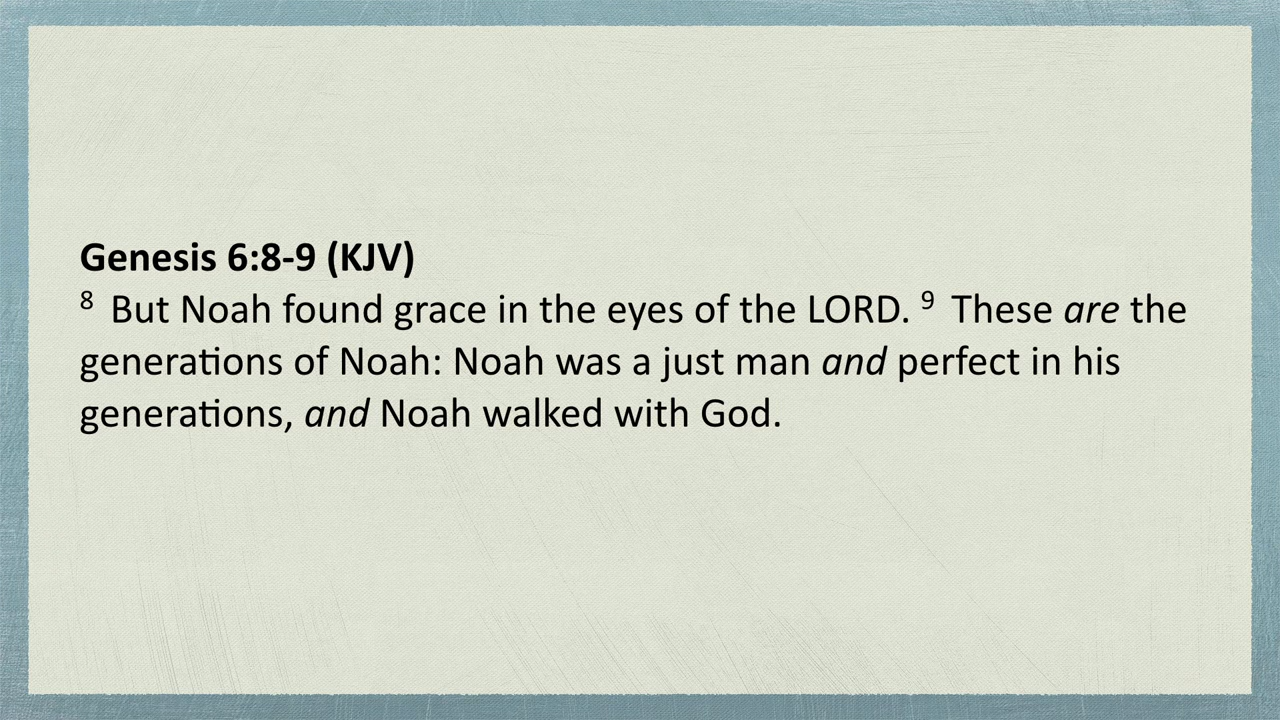 Genesis 6:8-9 (KJV)
8 But Noah found grace in the eyes of the LORD. 9 These are the
generations of Noah: Noah was a just man and perfect in his
generations, and Noah walked with God.